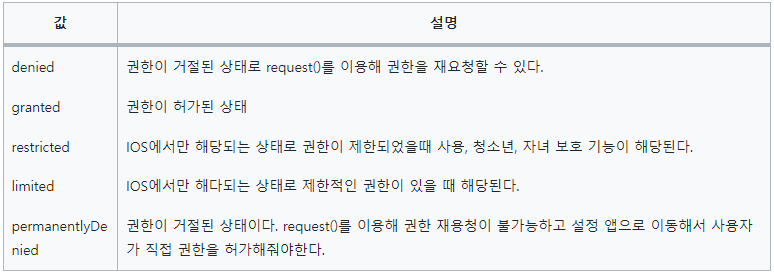 값 설명
denied 권한이 거절된 상태로 request()를 이용해 권한을 재요청할 수 있다.
granted 권한이 허가된 상태
restricted IOS에서만 해당되는 상태로 권한이 제한되었을때 사용, 청소년, 자녀 보호 기능이 해당된다.
limited IOS에서만 해다되는 상태로 제한적인 권한이 있을 때 해당된다.
permanentlyDe 권한이 거절된 상태이다. request()를 이용해 권한 재용청이 불가능하고 설정 앱으로 이동해서 사용자
nied 가 직접 권한을 허가해줘야한다.